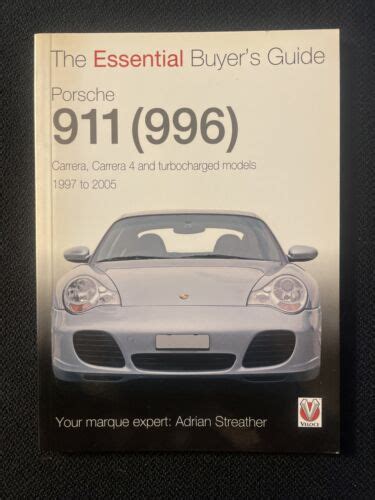 The Essential Buyer's Guide
Porsche
911 (996)
Carrera, Carrera 4 and turbocharged models
1997 to 2005
Your marque expert: Adrian Streather
VELOCE